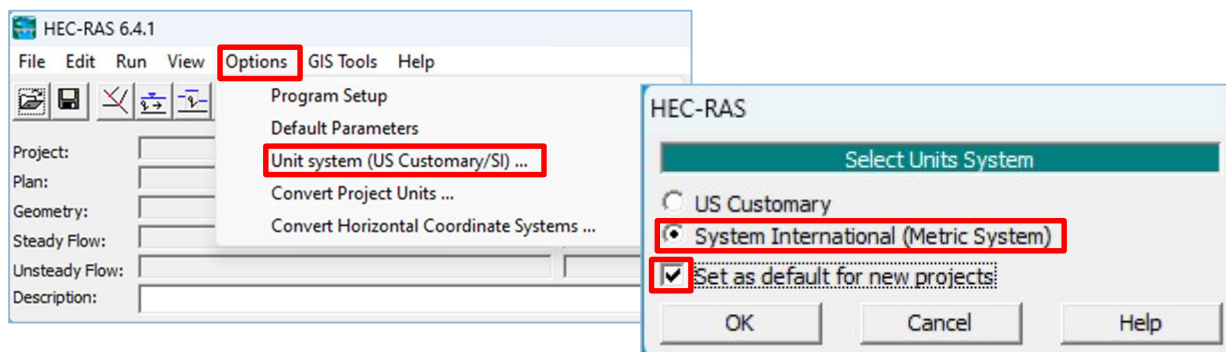 HEC-RAS 6.4.1
File Edit Run View Options GIS Tools Help
Program Setup
Default Parameters
Unit system (US Customary/SI) ...
Convert Project Units ...
Convert Horizontal Coordinate Systems ...
Project:
Plan:
Geometry:
Steady Flow:
Unsteady Flow:
Description:
HEC-RAS
Select Units System
US Customary
System International (Metric System)
Set as default for new projects
OK Cancel Help